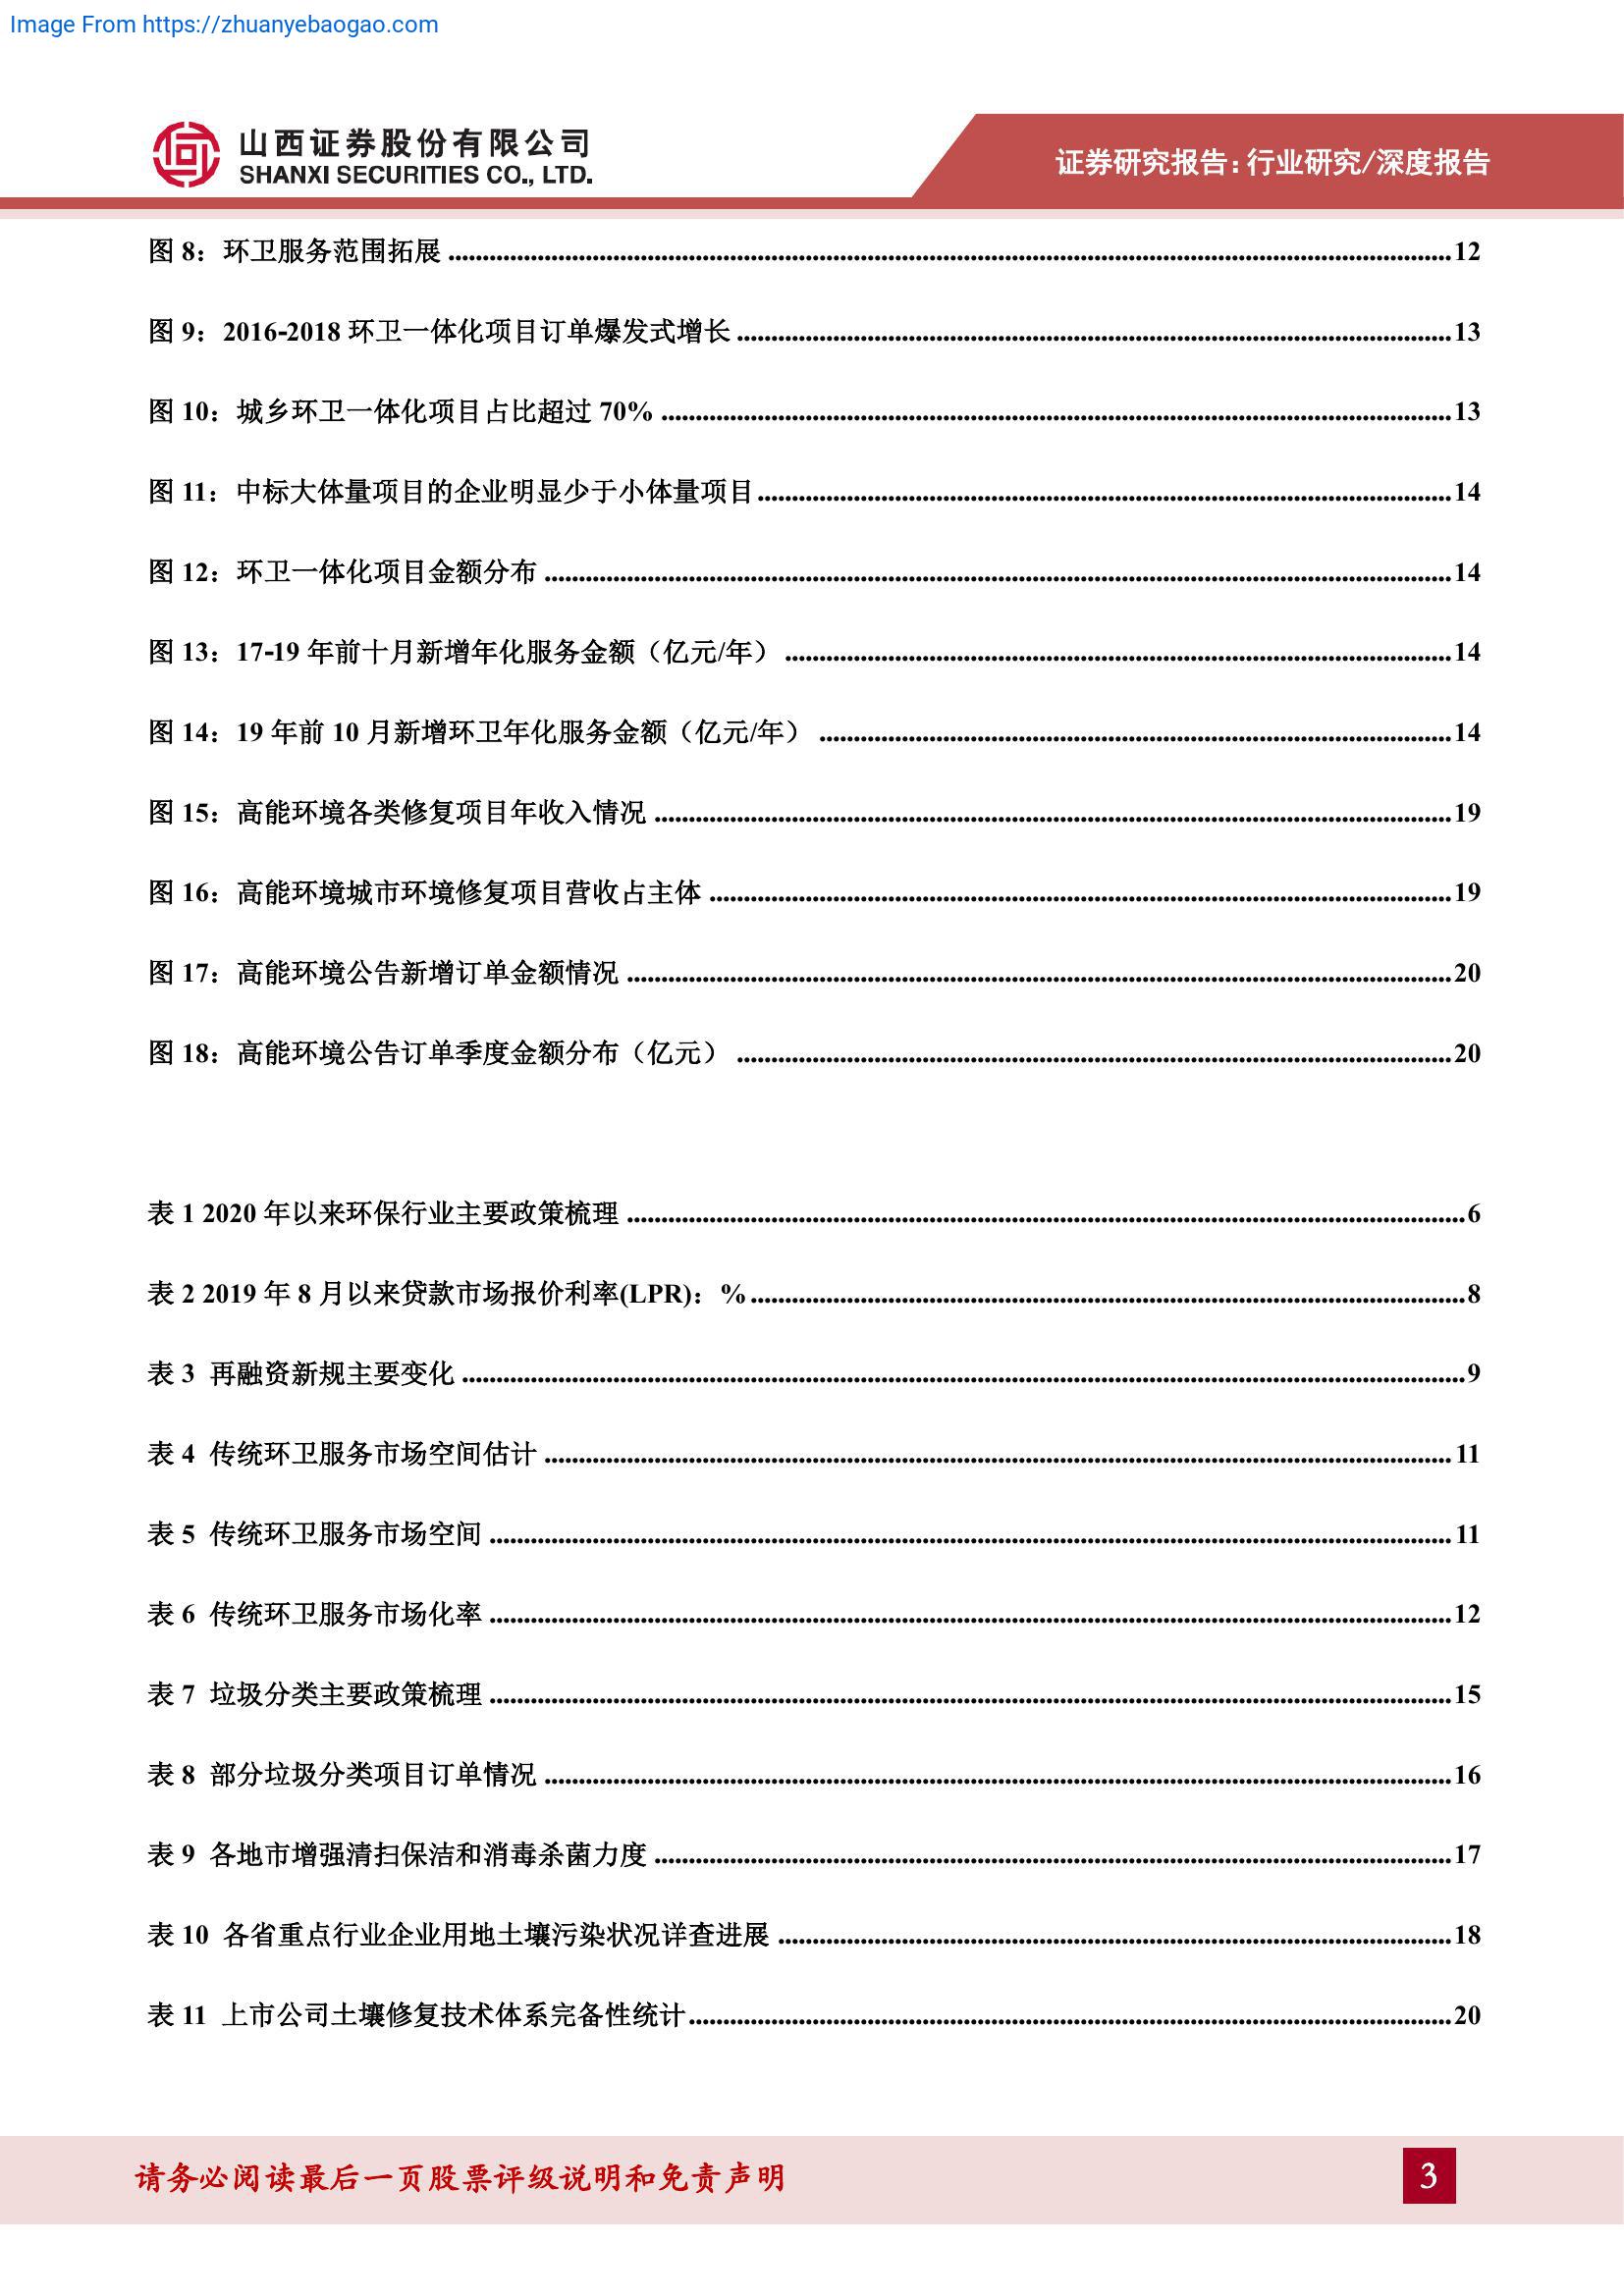 Image From https://zhuanyebaogao.com
山西证券股份有限公司
SHANXI SECURITIES CO., LTD.
证券研究报告:行业研究/深度报告
图 8：环卫服务范围拓展 ........ 12
图 9：2016-2018 环卫一体化项目订单爆发式增长 ........ 13
图 10：城乡环卫一体化项目占比超过 70% ........ 13
图 11：中标大体量项目的企业明显少于小体量项目 ........ 14
图 12：环卫一体化项目金额分布 ........ 14
图 13：17-19 年前十月新增年化服务金额（亿元/年） ........ 14
图 14：19 年前 10 月新增环卫年化服务金额（亿元/年） ........ 14
图 15：高能环境各类修复项目年收入情况 ........ 19
图 16：高能环境城市环境修复项目营收占主体 ........ 19
图 17：高能环境公告新增订单金额情况 ........ 20
图 18：高能环境公告订单季度金额分布（亿元） ........ 20
表 1 2020 年以来环保行业主要政策梳理 ........ 6
表 2 2019 年 8 月以来贷款市场报价利率(LPR)：% ........ 8
表 3 再融资新规主要变化 ........ 9
表 4 传统环卫服务市场空间估计 ........ 11
表 5 传统环卫服务市场空间 ........ 11
表 6 传统环卫服务市场化率 ........ 12
表 7 垃圾分类主要政策梳理 ........ 15
表 8 部分垃圾分类项目订单情况 ........ 16
表 9 各地市增强清扫保洁和消毒杀菌力度 ........ 17
表 10 各省重点行业企业用地土壤污染状况详查进展 ........ 18
表 11 上市公司土壤修复技术体系完备性统计 ........ 20
请务必阅读最后一页股票评级说明和免责声明
3